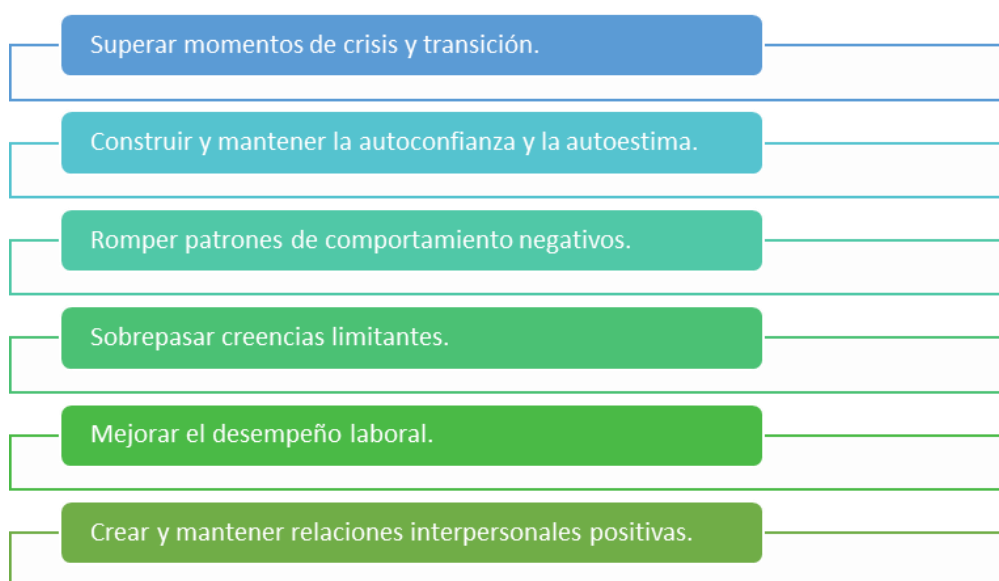 Superar momentos de crisis y transición.
Construir y mantener la autoconfianza y la autoestima.
Romper patrones de comportamiento negativos.
Sobrepasar creencias limitantes.
Mejorar el desempeño laboral.
Crear y mantener relaciones interpersonales positivas.